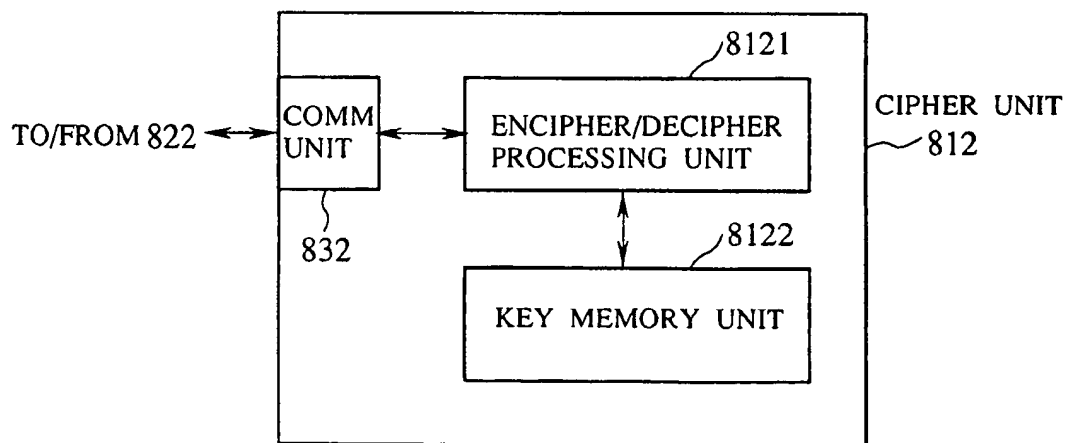 8121
CIPHER UNIT
812
TO/FROM 822
COMM
UNIT
ENCIPHER/DECIPHER
PROCESSING UNIT
832
8122
KEY MEMORY UNIT